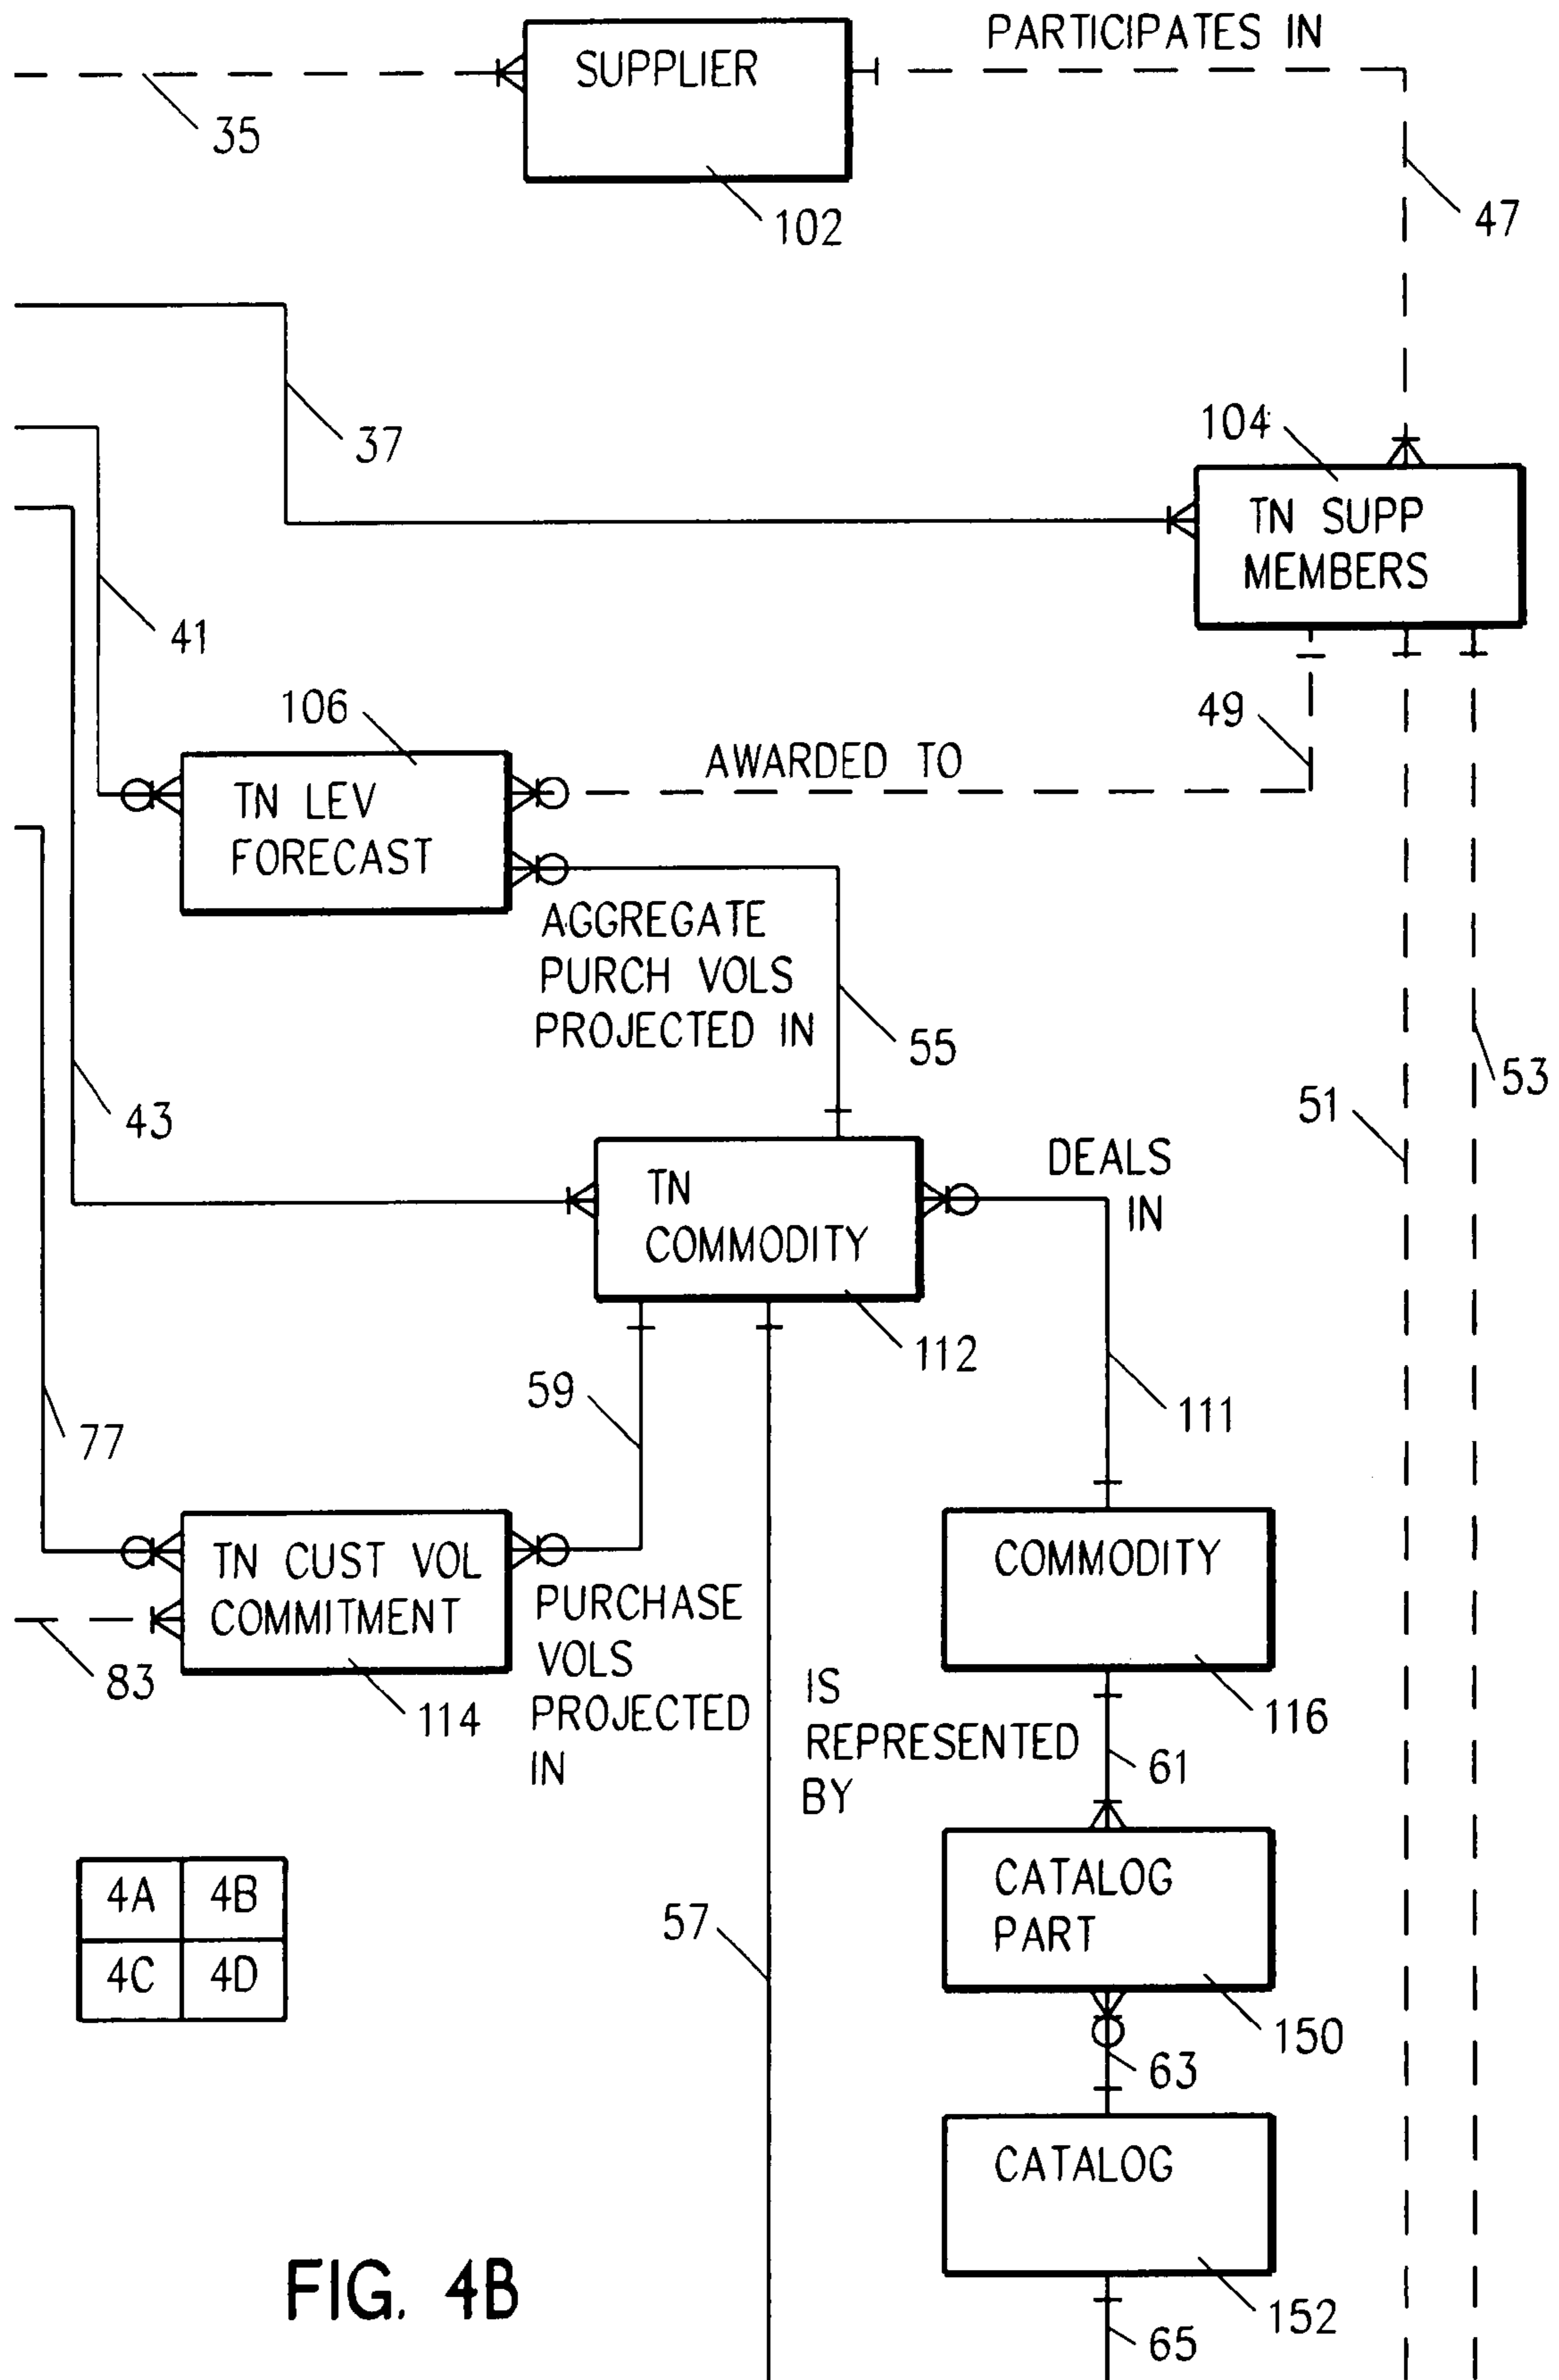 PARTICIPATES IN
SUPPLIER
35
102
47
37
104
TN SUPP
MEMBERS
41
106
49
TN LEV
FORECAST
AWARDED TO
AGGREGATE
PURCH VOLS
PROJECTED IN
55
53
51
43
DEALS
IN
TN
COMMODITY
112
59
111
77
TN CUST VOL
COMMITMENT
COMMODITY
PURCHASE
VOLS
PROJECTED
IN
83
114
IS
REPRESENTED
BY
116
61
4A 4B
4C 4D
CATALOG
PART
57
150
63
CATALOG
152
65
FIG. 4B